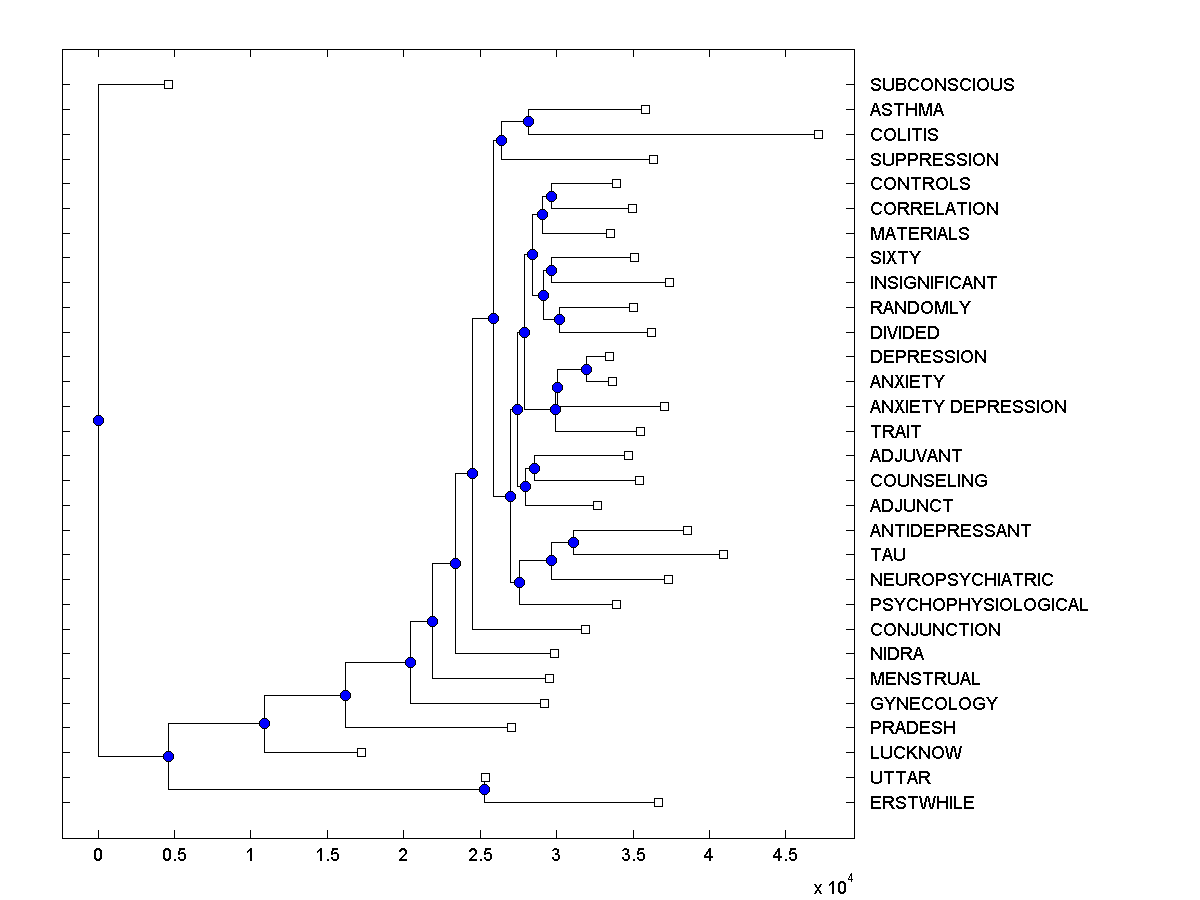 SUBCONSCIOUS
ASTHMA
COLITIS
SUPPRESSION
CONTROLS
CORRELATION
MATERIALS
SIXTY
INSIGNIFICANT
RANDOMLY
DIVIDED
DEPRESSION
ANXIETY
ANXIETY DEPRESSION
TRAIT
ADJUVANT
COUNSELING
ADJUNCT
ANTIDEPRESSANT
TAU
NEUROPSYCHIATRIC
PSYCHOPHYSIOLOGICAL
CONJUNCTION
NIDRA
MENSTRUAL
GYNECOLOGY
PRADESH
LUCKNOW
UTTAR
ERSTWHILE
0 0.5 1 1.5 2 2.5 3 3.5 4 4.5
x 10^4